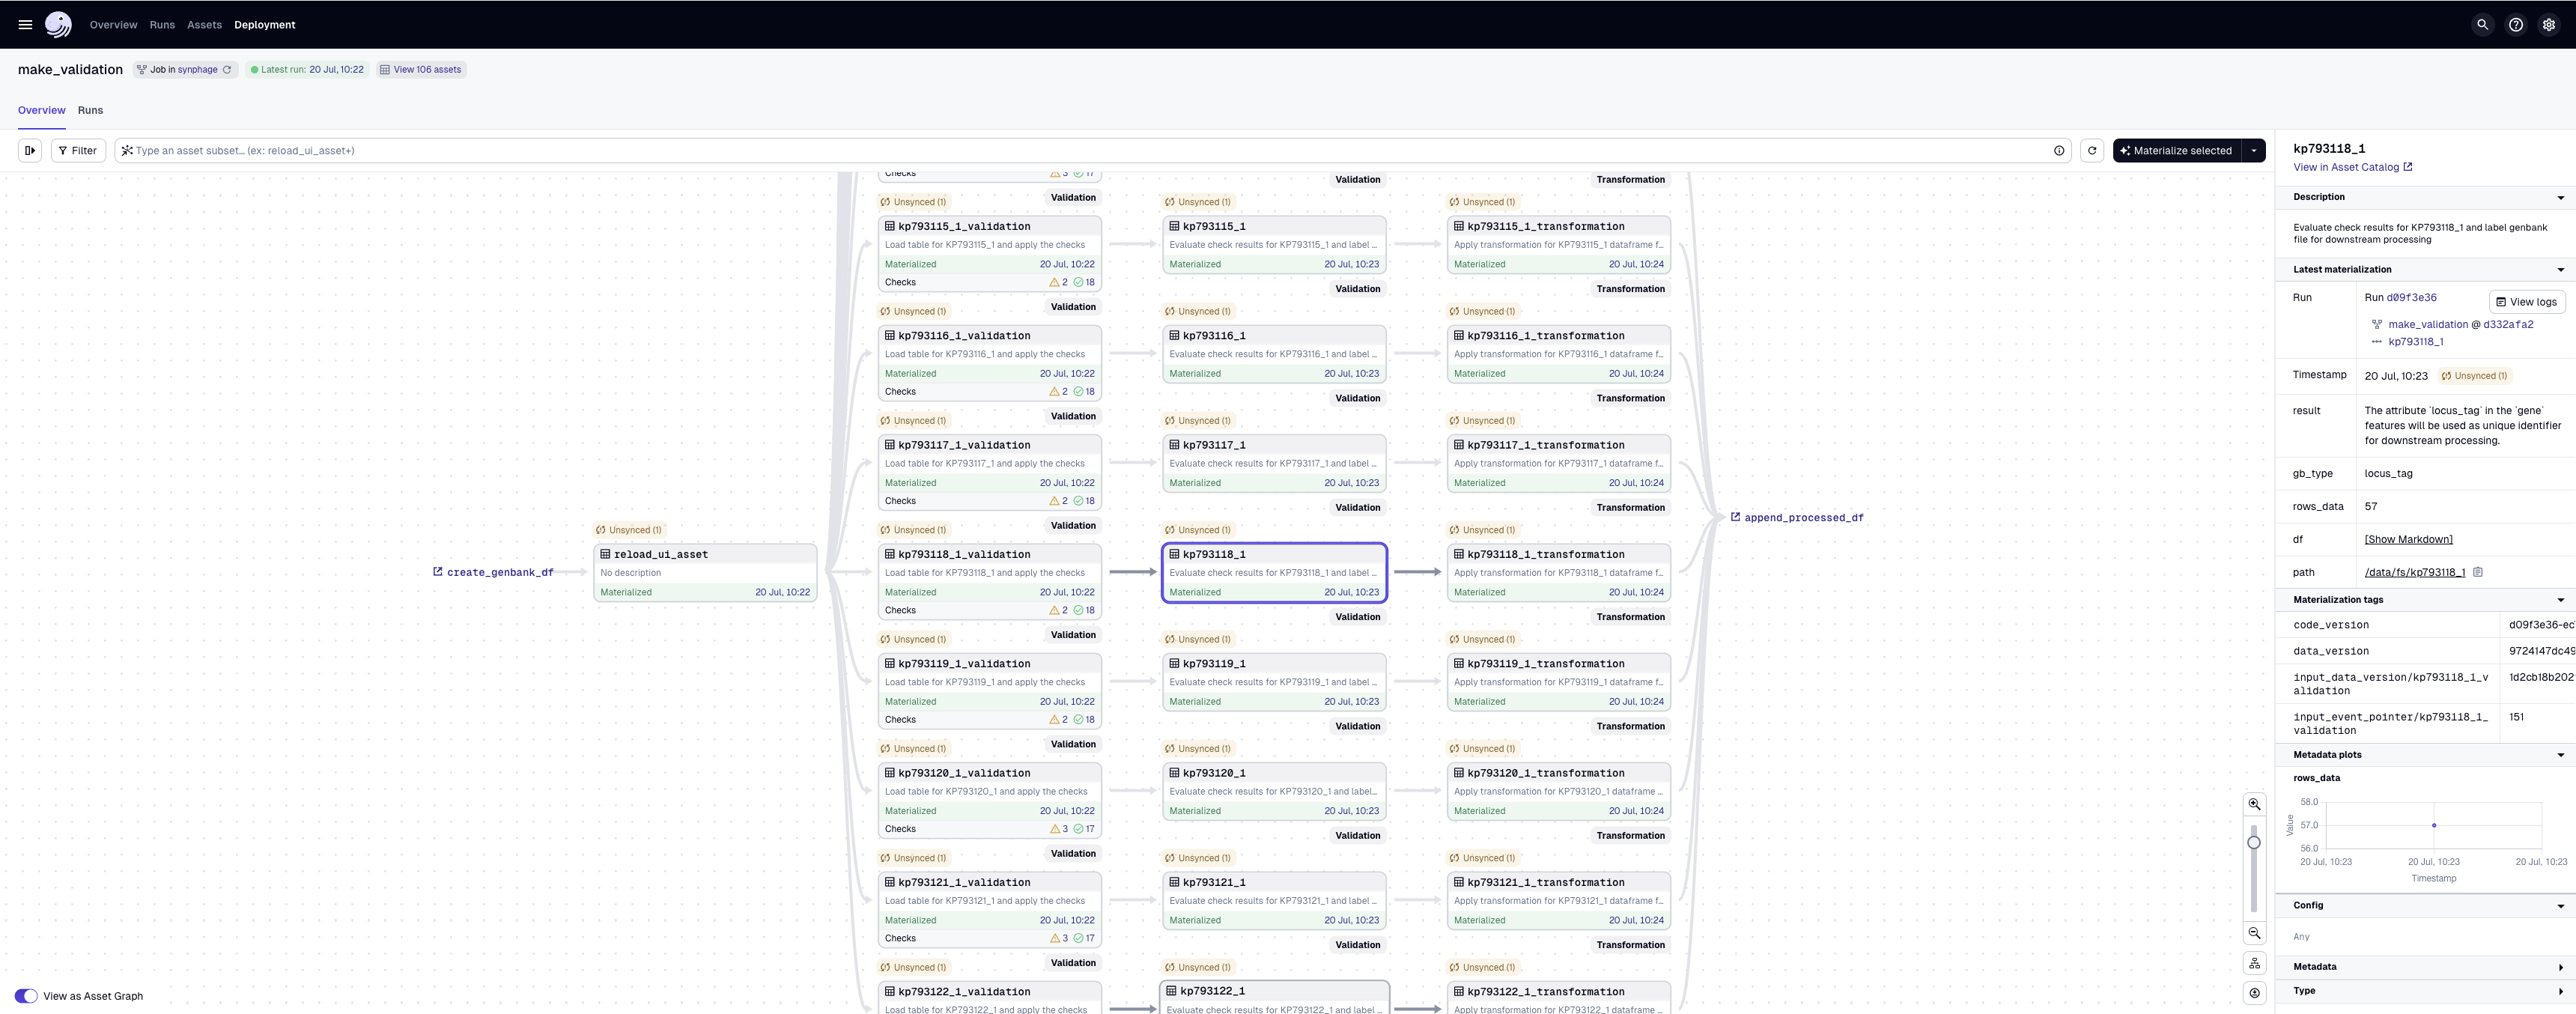 Overview Runs Assets Deployment
make_validation Job in synphage Latest run: 20 Jul, 10:22 View 106 assets
Overview Runs
Filter Type an asset subset… (ex: reload_ui_asset+) Materialize selected
Checks 3 17
Validation Validation Transformation
Unsynced (1) Unsynced (1) Unsynced (1)
kp793115_1_validation kp793115_1 kp793115_1_transformation
Load table for KP793115_1 and apply the checks Evaluate check results for KP793115_1 and label … Apply transformation for KP793115_1 dataframe f…
Materialized 20 Jul, 10:22 Materialized 20 Jul, 10:23 Materialized 20 Jul, 10:24
Checks 2 18
Validation Validation Transformation
Unsynced (1) Unsynced (1) Unsynced (1)
kp793116_1_validation kp793116_1 kp793116_1_transformation
Load table for KP793116_1 and apply the checks Evaluate check results for KP793116_1 and label … Apply transformation for KP793116_1 dataframe f…
Materialized 20 Jul, 10:22 Materialized 20 Jul, 10:23 Materialized 20 Jul, 10:24
Checks 2 18
Validation Validation Transformation
Unsynced (1) Unsynced (1) Unsynced (1)
kp793117_1_validation kp793117_1 kp793117_1_transformation
Load table for KP793117_1 and apply the checks Evaluate check results for KP793117_1 and label … Apply transformation for KP793117_1 dataframe f…
Materialized 20 Jul, 10:22 Materialized 20 Jul, 10:23 Materialized 20 Jul, 10:24
Checks 2 18
Validation Validation Transformation
create_genbank_df
Unsynced (1)
reload_ui_asset
No description
Materialized 20 Jul, 10:22
Unsynced (1) Unsynced (1) Unsynced (1)
kp793118_1_validation kp793118_1 kp793118_1_transformation
Load table for KP793118_1 and apply the checks Evaluate check results for KP793118_1 and label … Apply transformation for KP793118_1 dataframe f…
Materialized 20 Jul, 10:22 Materialized 20 Jul, 10:23 Materialized 20 Jul, 10:24
Checks 2 18
append_processed_df
Validation Validation Transformation
Unsynced (1) Unsynced (1) Unsynced (1)
kp793119_1_validation kp793119_1 kp793119_1_transformation
Load table for KP793119_1 and apply the checks Evaluate check results for KP793119_1 and label … Apply transformation for KP793119_1 dataframe f…
Materialized 20 Jul, 10:22 Materialized 20 Jul, 10:23 Materialized 20 Jul, 10:24
Checks 2 18
Validation Validation Transformation
Unsynced (1) Unsynced (1) Unsynced (1)
kp793120_1_validation kp793120_1 kp793120_1_transformation
Load table for KP793120_1 and apply the checks Evaluate check results for KP793120_1 and label… Apply transformation for KP793120_1 dataframe …
Materialized 20 Jul, 10:22 Materialized 20 Jul, 10:23 Materialized 20 Jul, 10:24
Checks 3 17
Validation Validation Transformation
Unsynced (1) Unsynced (1) Unsynced (1)
kp793121_1_validation kp793121_1 kp793121_1_transformation
Load table for KP793121_1 and apply the checks Evaluate check results for KP793121_1 and label … Apply transformation for KP793121_1 dataframe f…
Materialized 20 Jul, 10:22 Materialized 20 Jul, 10:23 Materialized 20 Jul, 10:24
Checks 3 17
Validation Validation Transformation
Unsynced (1) Unsynced (1) Unsynced (1)
kp793122_1_validation kp793122_1 kp793122_1_transformation
Load table for KP793122_1 and apply the checks Evaluate check results for KP793122_1 and label … Apply transformation for KP793122_1 dataframe f…
View as Asset Graph
kp793118_1
View in Asset Catalog
Description
Evaluate check results for KP793118_1 and label genbank
file for downstream processing
Latest materialization
Run Run d09f3e36 View logs
make_validation @ d332afa2
kp793118_1
Timestamp 20 Jul, 10:23 Unsynced (1)
result The attribute `locus_tag` in the `gene`
features will be used as unique identifier
for downstream processing.
gb_type locus_tag
rows_data 57
df [Show Markdown]
path /data/fs/kp793118_1
Materialization tags
code_version d09f3e36-ec
data_version 9724147dc49
input_data_version/kp793118_1_v 1d2cb18b202
alidation
input_event_pointer/kp793118_1_ 151
validation
Metadata plots
rows_data
58.0
57.0
56.0
Value
20 Jul, 10:23 20 Jul, 10:23 20 Jul, 10:23
Timestamp
Config
Any
Metadata
Type